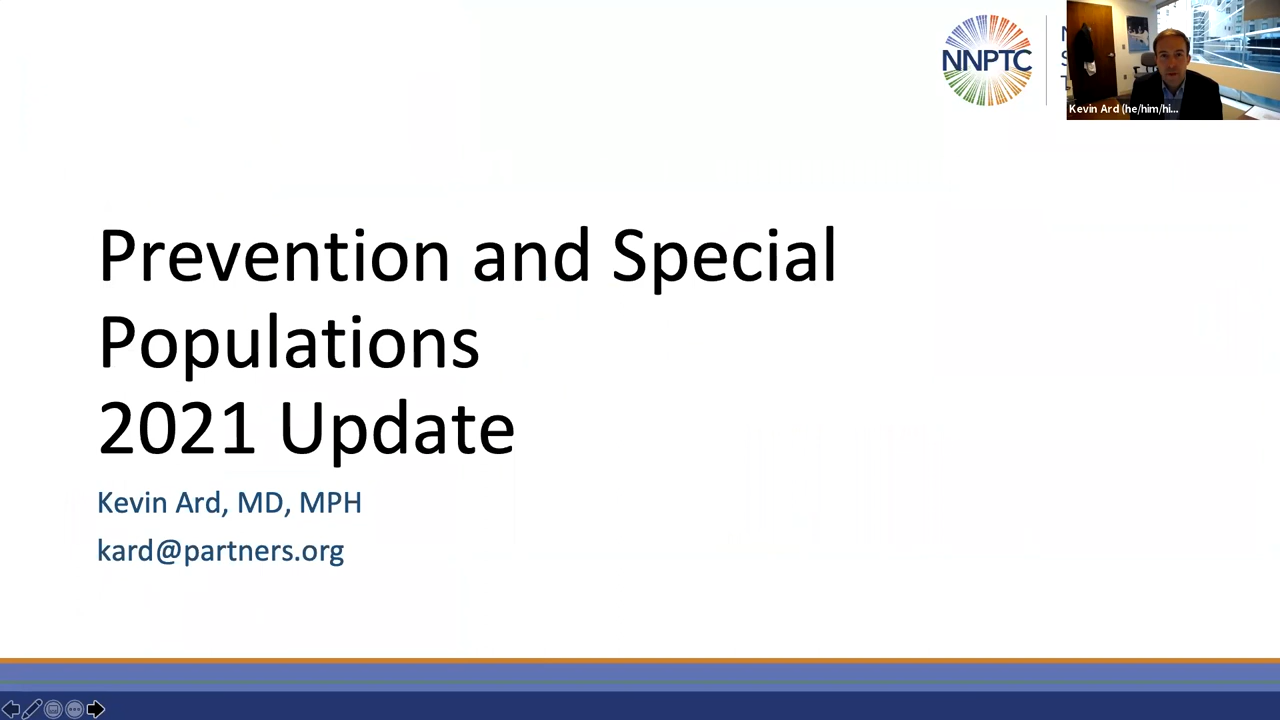 NNPTC
Kevin Ard (he/him/hi...
Prevention and Special
Populations
2021 Update
Kevin Ard, MD, MPH
kard@partners.org